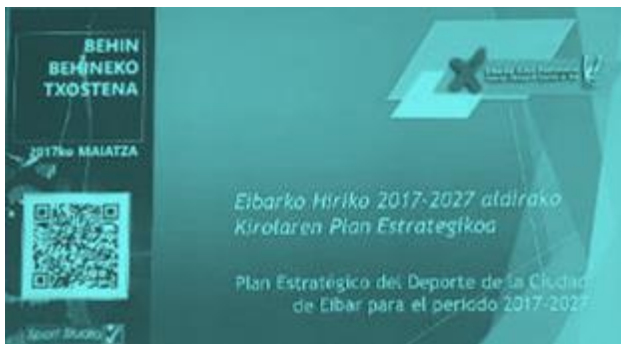 BEHIN
BEHINEKO
TXOSTENA
2017ko MAIATZA
Eibarko Hiriko 2017-2027 aldirako
Kirolaren Plan Estrategikoa
Plan Estratégico del Deporte de la Ciudad
de Eibar para el periodo 2017-2027
Sport Studio